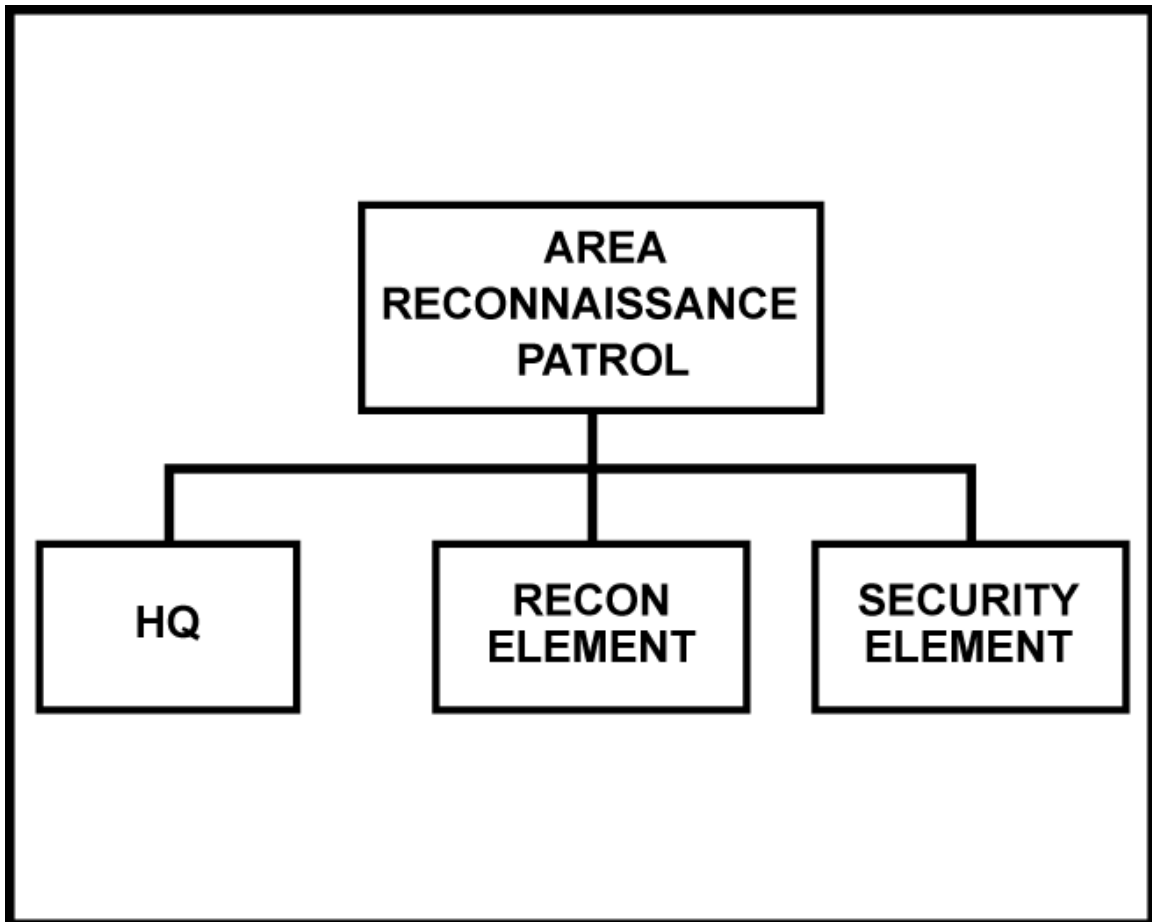 AREA
RECONNAISSANCE
PATROL
HQ
RECON
ELEMENT
SECURITY
ELEMENT